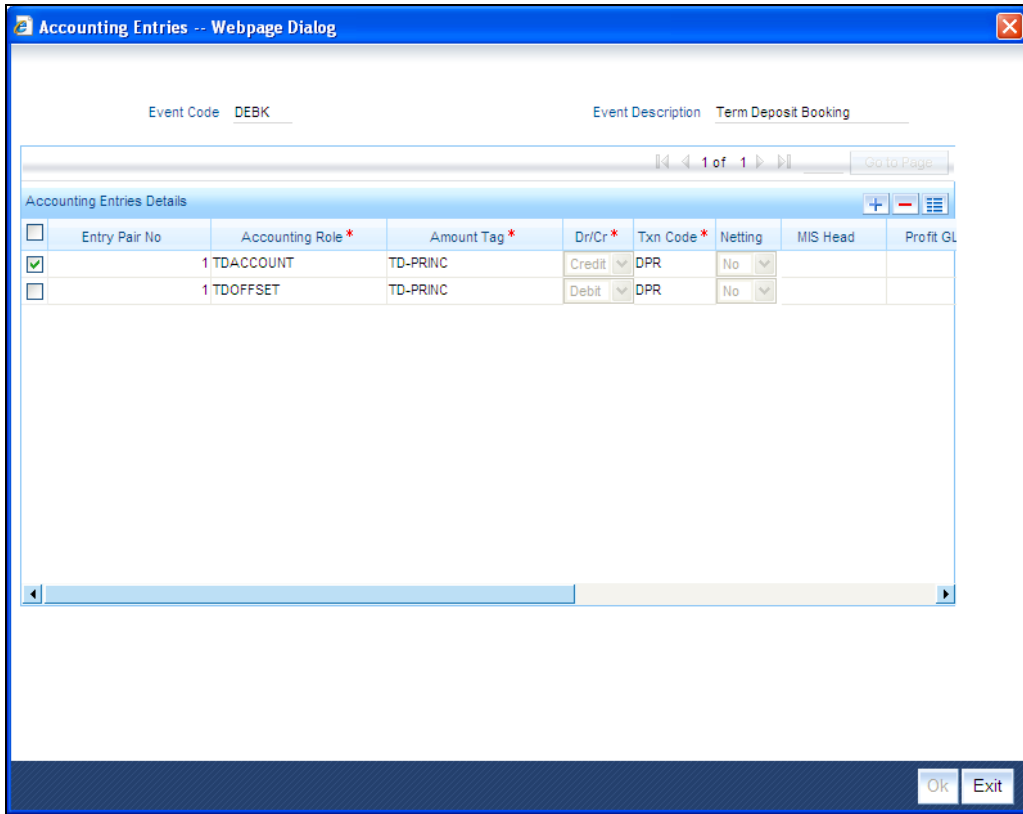 Accounting Entries -- Webpage Dialog
Event Code DEBK Event Description Term Deposit Booking
1 of 1 Go to Page
Accounting Entries Details
Entry Pair No Accounting Role * Amount Tag * Dr/Cr * Txn Code * Netting MIS Head Profit GL
1 TDACCOUNT TD-PRINC Credit DPR No
1 TDOFFSET TD-PRINC Debit DPR No
Ok Exit